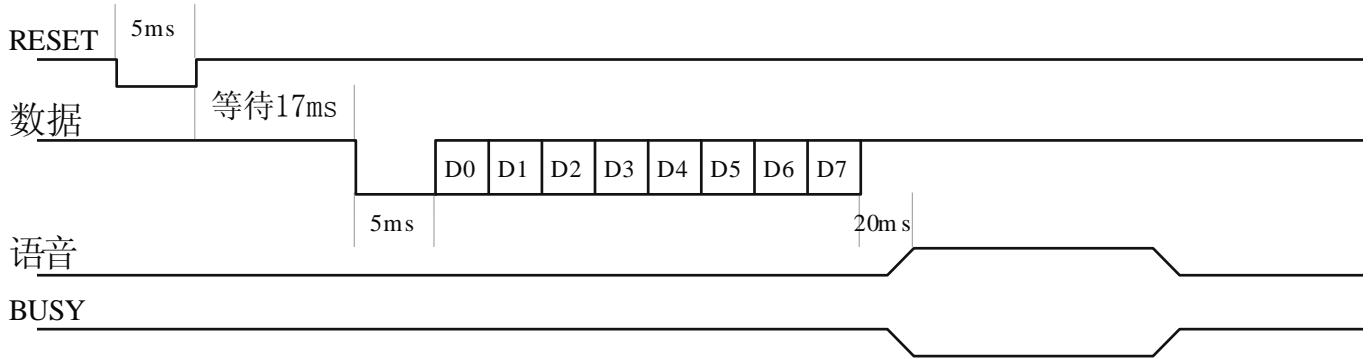 5ms
RESET
等待17ms
数据
D0 D1 D2 D3 D4 D5 D6 D7
5ms
20ms
语音
BUSY